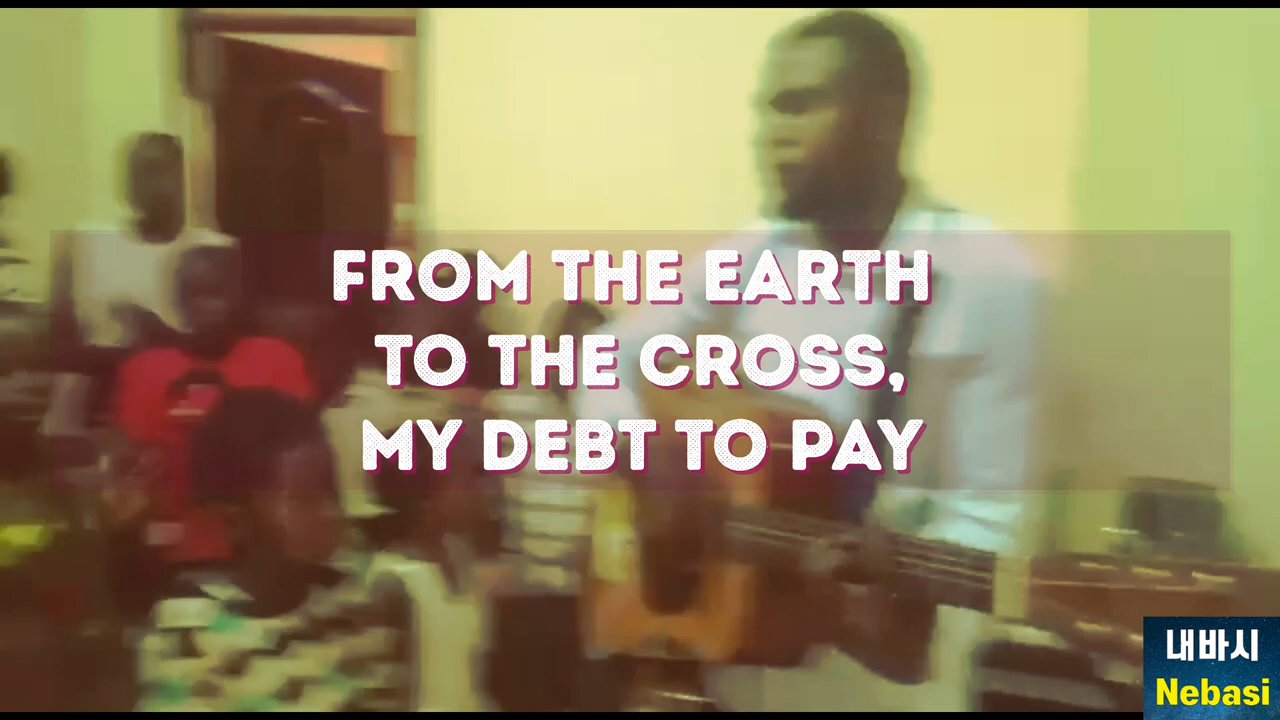 FROM THE EARTH
TO THE CROSS,
MY DEBT TO PAY
내바시
Nebasi